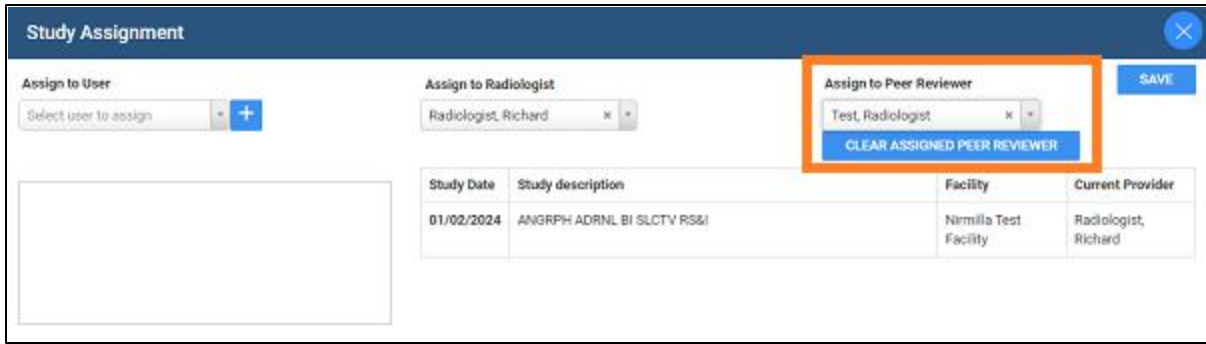 Study Assignment
Assign to User
Assign to Radiologist
Assign to Peer Reviewer
SAVE
Select user to assign
+
Radiologist, Richard
Test, Radiologist
CLEAR ASSIGNED PEER REVIEWER
Study Date Study description Facility Current Provider
01/02/2024 ANGRPH ADRNL BI SLCTV RS&I Nirmilla Test Radiologist,
Facility Richard